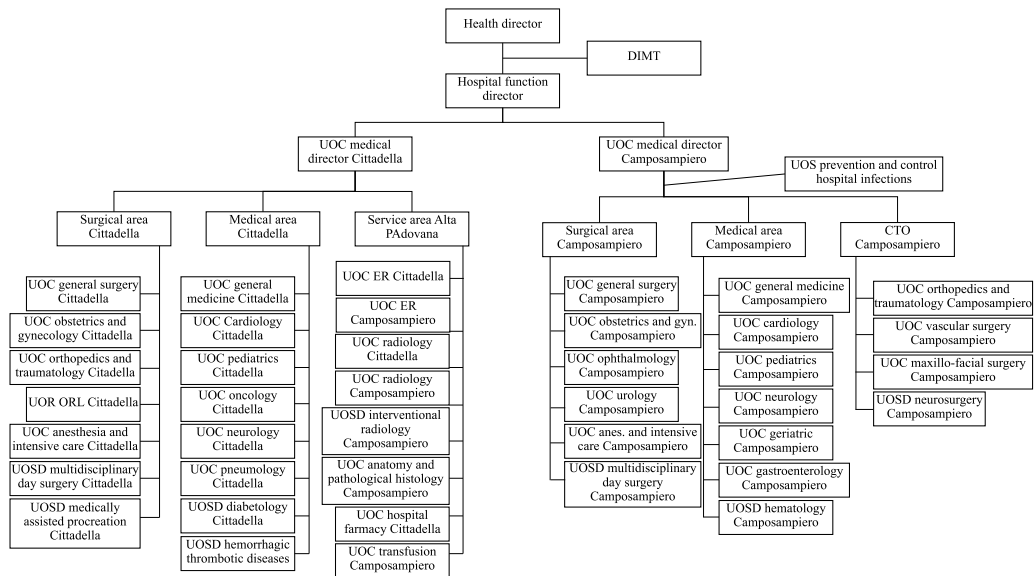 Health director
DIMT
Hospital function
director
UOC medical
director Cittadella
UOC medical director
Camposampiero
UOS prevention and control
hospital infections
Surgical area
Cittadella
Medical area
Cittadella
Service area Alta
PAdovana
Surgical area
Camposampiero
Medical area
Camposampiero
CTO
Camposampiero
UOC general surgery
Cittadella
UOC obstetrics and
gynecology Cittadella
UOC orthopedics and
traumatology Citadella
UOR ORL Cittadella
UOC anesthesia and
intensive care Cittadella
UOSD multidisciplinary
day surgery Cittadella
UOSD medically
assisted procreation
Cittadella
UOC general
medicine Cittadella
UOC Cardiology
Cittadella
UOC pediatrics
Cittadella
UOC oncology
Cittadella
UOC neurology
Cittadella
UOC pneumology
Cittadella
UOSD diabetology
Cittadella
UOSD hemorrhagic
thrombotic diseases
UOC ER Cittadella
UOC ER
Camposampiero
UOC radiology
Cittadella
UOC radiology
Camposampiero
UOSD interventional
radiology
Camposampiero
UOC anatomy and
pathological histology
Camposampiero
UOC hospital
farmacy Cittadella
UOC transfusion
Camposampiero
UOC general surgery
Camposampiero
UOC obstetrics and gyn.
Camposampiero
UOC ophthalmology
Camposampiero
UOC urology
Camposampiero
UOC anes. and intensive
care Camposampiero
UOSD multidisciplinary
day surgery
Camposampiero
UOC general medicine
Camposampiero
UOC cardiology
Camposampiero
UOC pediatrics
Camposampiero
UOC neurology
Camposampiero
UOC geriatric
Camposampiero
UOC gastroenterology
Camposampiero
UOSD hematology
Camposampiero
UOC orthopedics and
traumatology Camposampiero
UOC vascular surgery
Camposampiero
UOC maxillo-facial surgery
Camposampiero
UOSD neurosurgery
Camposampiero